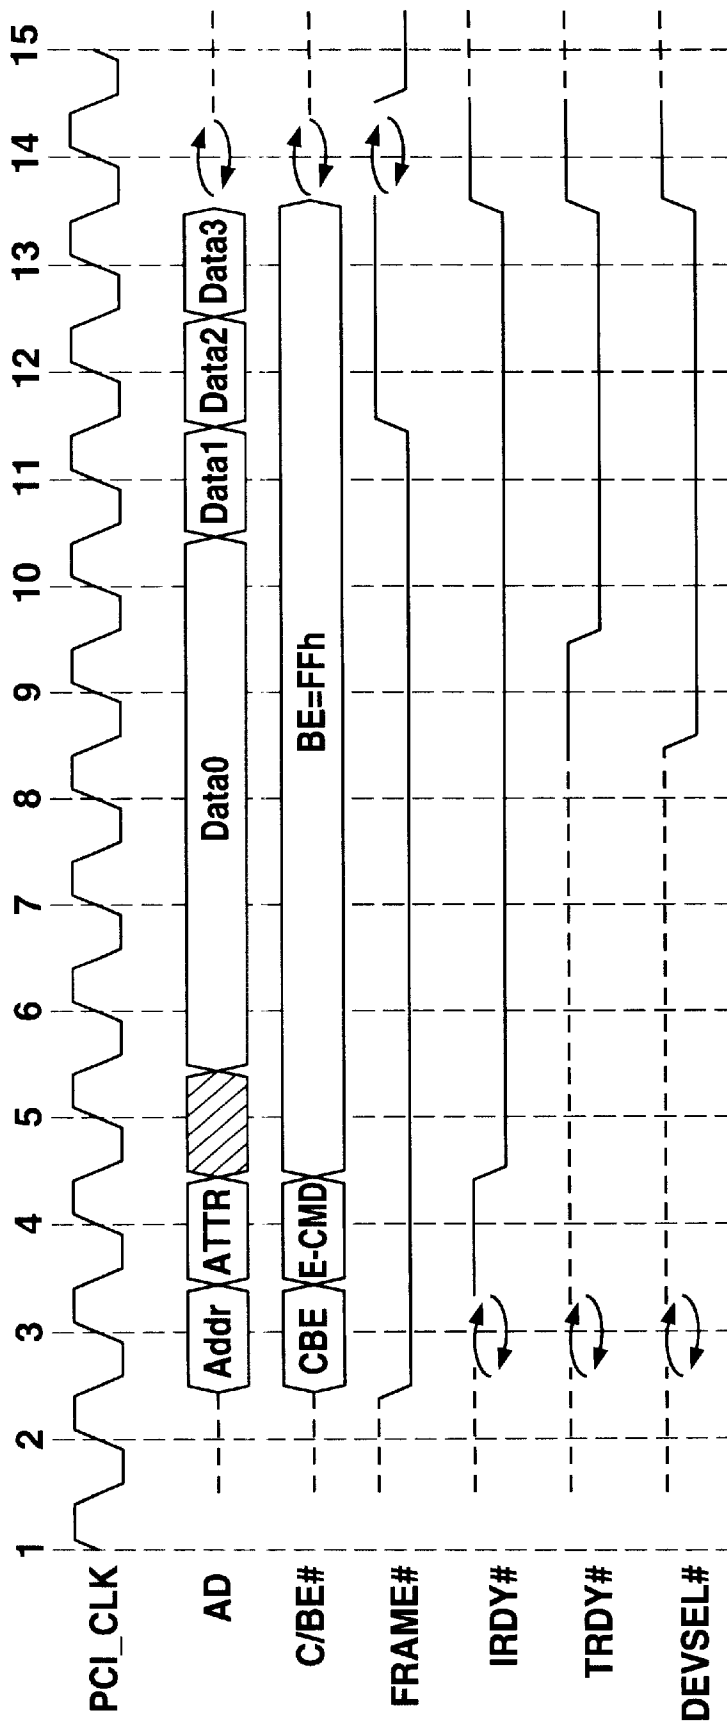 1 2 3 4 5 6 7 8 9 10 11 12 13 14 15
PCI_CLK
AD Addr ATTR Data0 Data1 Data2 Data3
C/BE# CBE E-CMD BE=FFh
FRAME#
IRDY#
TRDY#
DEVSEL#